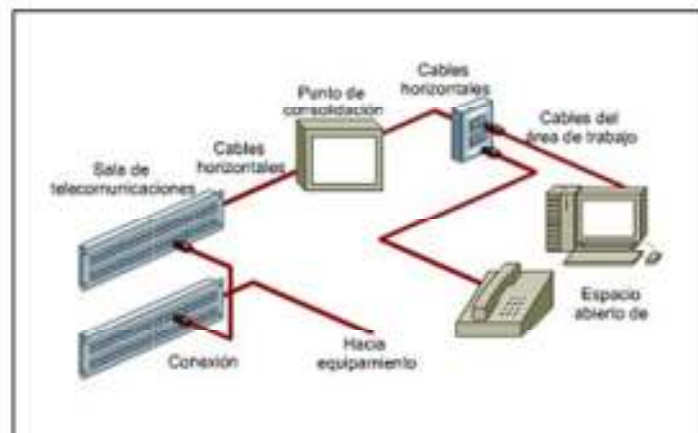 Cables
horizontales
Punto de
consolidación
Cables del
área de trabajo
Cables
horizontales
Sala de
telecomunicaciones
Espacio
abierto de
Conexión
Hacia
equipamiento